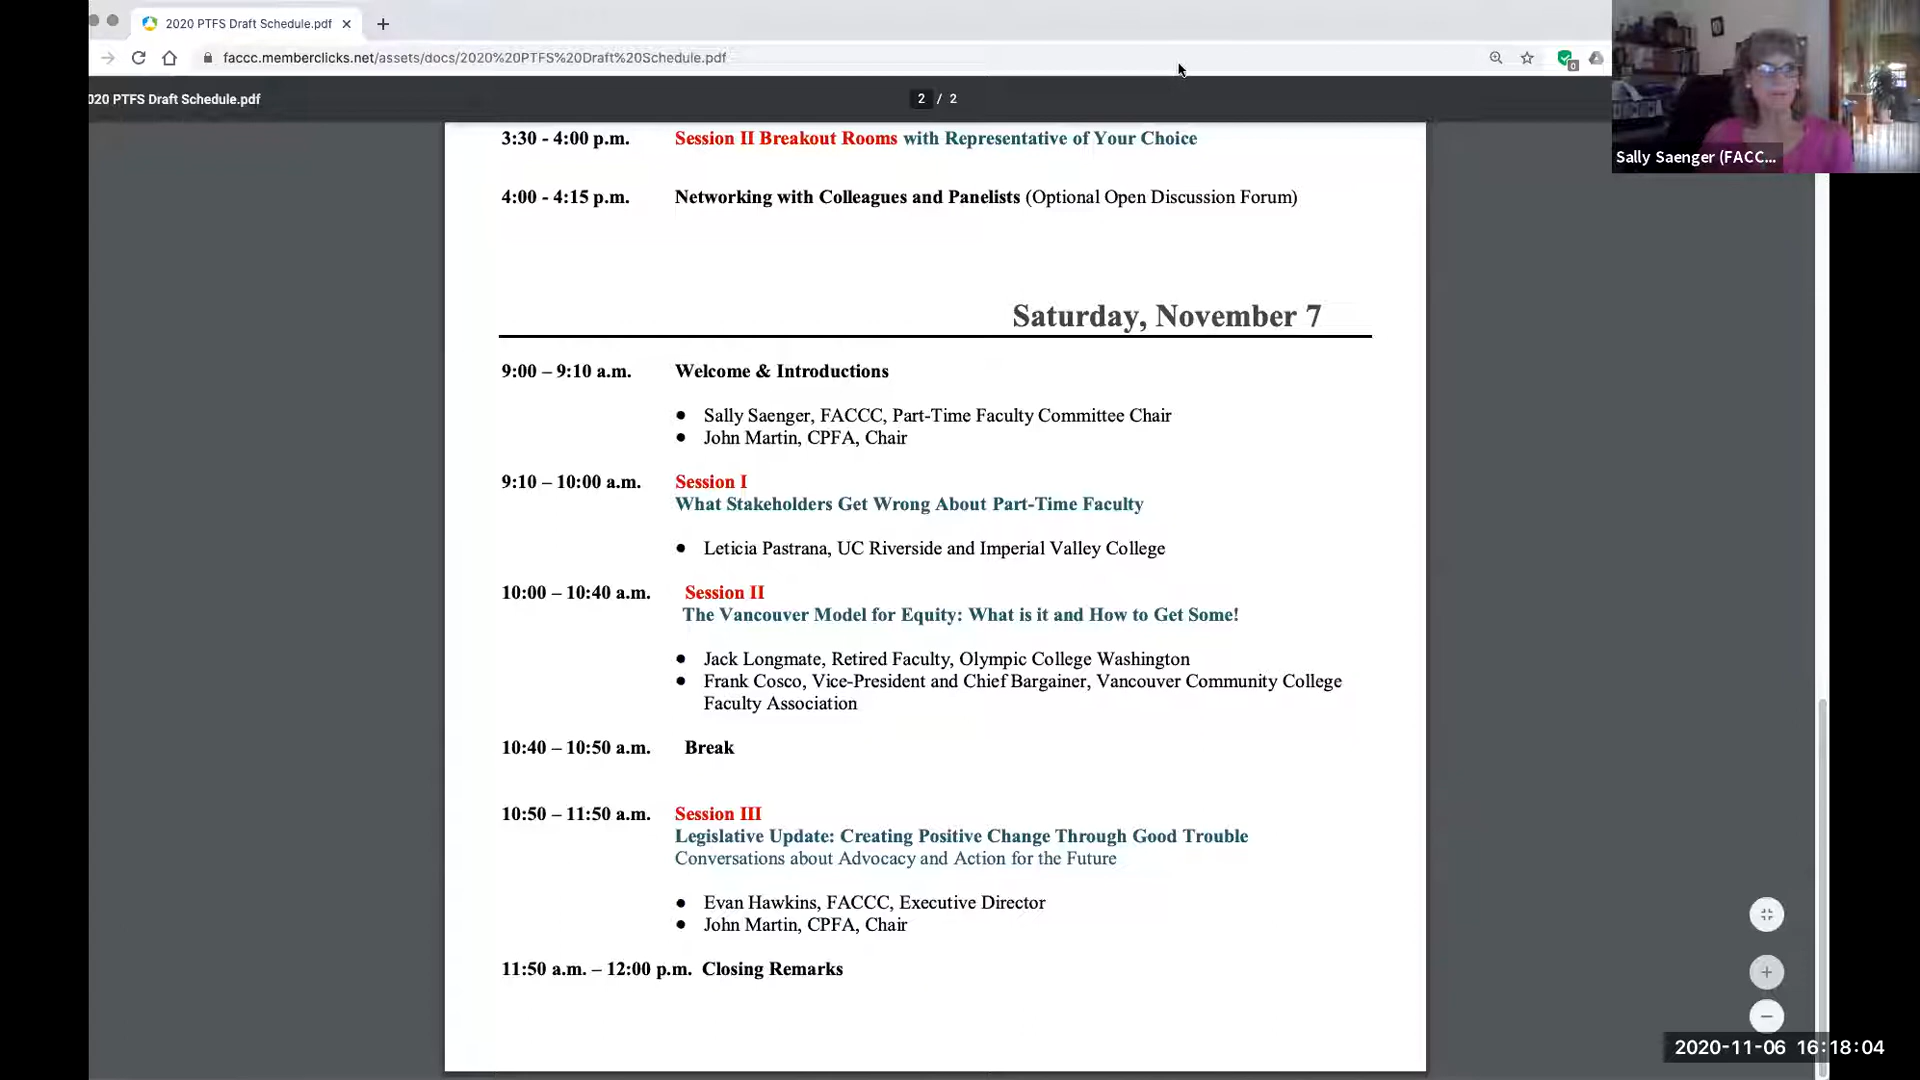 2020 PTFS Draft Schedule.pdf
faccc.memberclicks.net/assets/docs/2020%20PTFS%20Draft%20Schedule.pdf
0
020 PTFS Draft Schedule.pdf
2 / 2
Sally Saenger (FACC...
3:30 - 4:00 p.m. Session II Breakout Rooms with Representative of Your Choice
4:00 - 4:15 p.m. Networking with Colleagues and Panelists (Optional Open Discussion Forum)
Saturday, November 7
9:00 – 9:10 a.m. Welcome & Introductions
● Sally Saenger, FACCC, Part-Time Faculty Committee Chair
● John Martin, CPFA, Chair
9:10 – 10:00 a.m. Session I
What Stakeholders Get Wrong About Part-Time Faculty
● Leticia Pastrana, UC Riverside and Imperial Valley College
10:00 – 10:40 a.m. Session II
The Vancouver Model for Equity: What is it and How to Get Some!
● Jack Longmate, Retired Faculty, Olympic College Washington
● Frank Cosco, Vice-President and Chief Bargainer, Vancouver Community College
Faculty Association
10:40 – 10:50 a.m. Break
10:50 – 11:50 a.m. Session III
Legislative Update: Creating Positive Change Through Good Trouble
Conversations about Advocacy and Action for the Future
● Evan Hawkins, FACCC, Executive Director
● John Martin, CPFA, Chair
11:50 a.m. – 12:00 p.m. Closing Remarks
2020-11-06 16:18:04